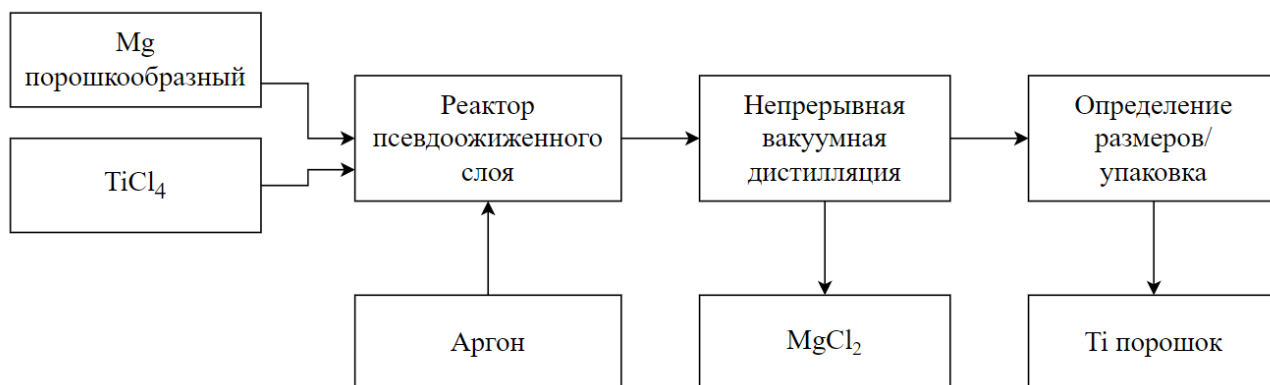 Mg
порошкообразный
TiCl4
Реактор
псевдоожиженного
слоя
Аргон
Непрерывная
вакуумная
дистилляция
MgCl2
Определение
размеров/
упаковка
Ti порошок